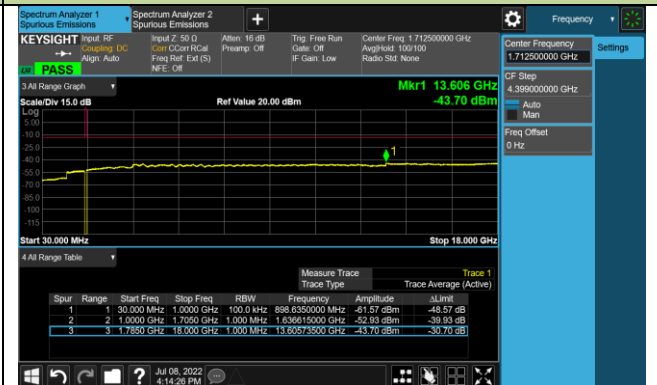 Spectrum Analyzer 1
Spurious Emissions
Spectrum Analyzer 2
Spurious Emissions
Frequency
KEYSIGHT
Input: RF
Coupling: DC
Align: Auto
Input Z: 50 Ω
Corr CCorr RCal
Freq Ref: Ext (S)
NFE: Off
Atten: 16 dB
Preamp: Off
Trig: Free Run
Gate: Off
IF Gain: Low
Center Freq: 1.712500000 GHz
Avg|Hold: 100/100
Radio Std: None
PASS
Center Frequency
1.712500000 GHz
Settings
CF Step
4.399000000 GHz
Auto
Man
Freq Offset
0 Hz
3 All Range Graph
Mkr1 13.606 GHz
Scale/Div 15.0 dB
Ref Value 20.00 dBm
-43.70 dBm
Log
5.00
-10.0
-25.0
-40.0
-55.0
-70.0
-85.0
-100
-115
1
Start 30.000 MHz
Stop 18.000 GHz
4 All Range Table
Measure Trace Trace 1
Trace Type Trace Average (Active)
Spur Range Start Freq Stop Freq RBW Frequency Amplitude ΔLimit
1 1 30.000 MHz 1.0000 GHz 100.0 kHz 898.6350000 MHz -61.57 dBm -48.57 dB
2 2 1.0000 GHz 1.7050 GHz 1.000 MHz 1.636615000 GHz -52.93 dBm -39.93 dB
3 3 1.7850 GHz 18.000 GHz 1.000 MHz 13.60573500 GHz -43.70 dBm -30.70 dB
Jul 08, 2022
4:14:26 PM